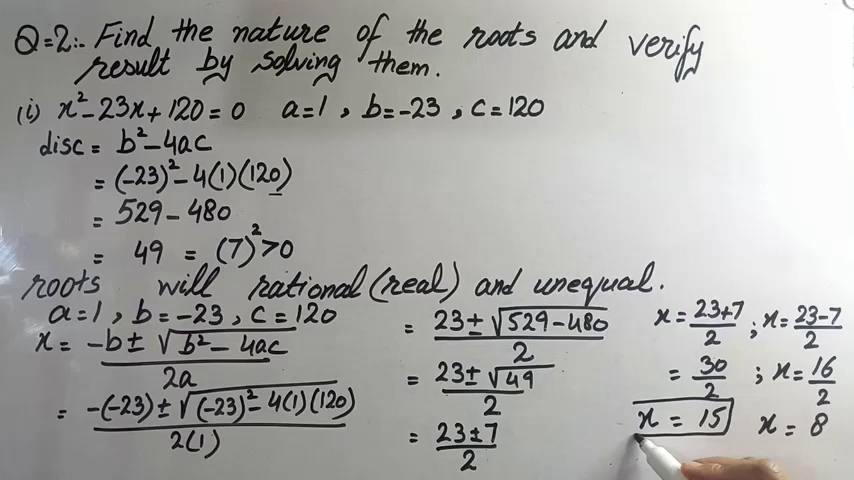 Q=2:- Find the nature of the roots and verify
result by solving them.
(i) x²-23x+120=0 a=1, b=-23, c=120
disc = b²-4ac
= (-23)²-4(1)(120)
= 529-480
= 49 = (7)²>0
roots will rational (real) and unequal.
a=1, b=-23, c=120
x = -b±√b²-4ac / 2a
= -(-23)±√(-23)²-4(1)(120) / 2(1)
= 23±√529-480 / 2
= 23±√49 / 2
= 23±7 / 2
x = 23+7 / 2 ; x = 23-7 / 2
= 30/2 ; x = 16/2
x = 15 x = 8